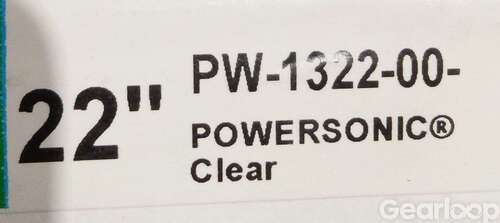 22"
PW-1322-00-
POWERSONIC®
Clear
Gearloop